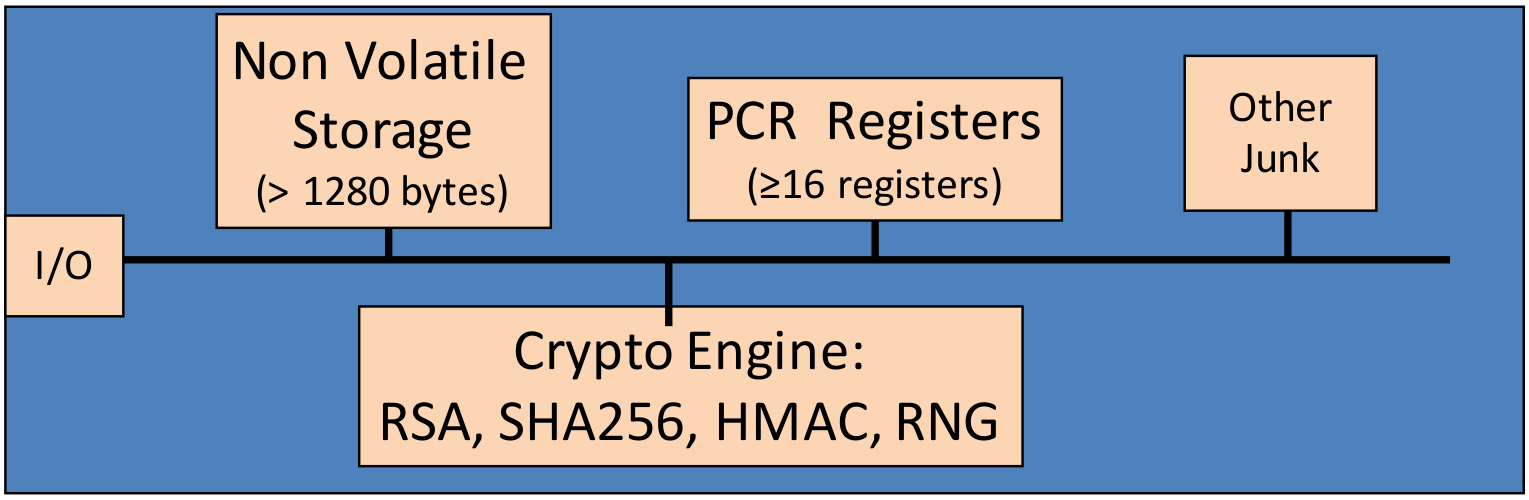 Non Volatile
Storage
(> 1280 bytes)
PCR Registers
(≥16 registers)
Other
Junk
I/O
Crypto Engine:
RSA, SHA256, HMAC, RNG